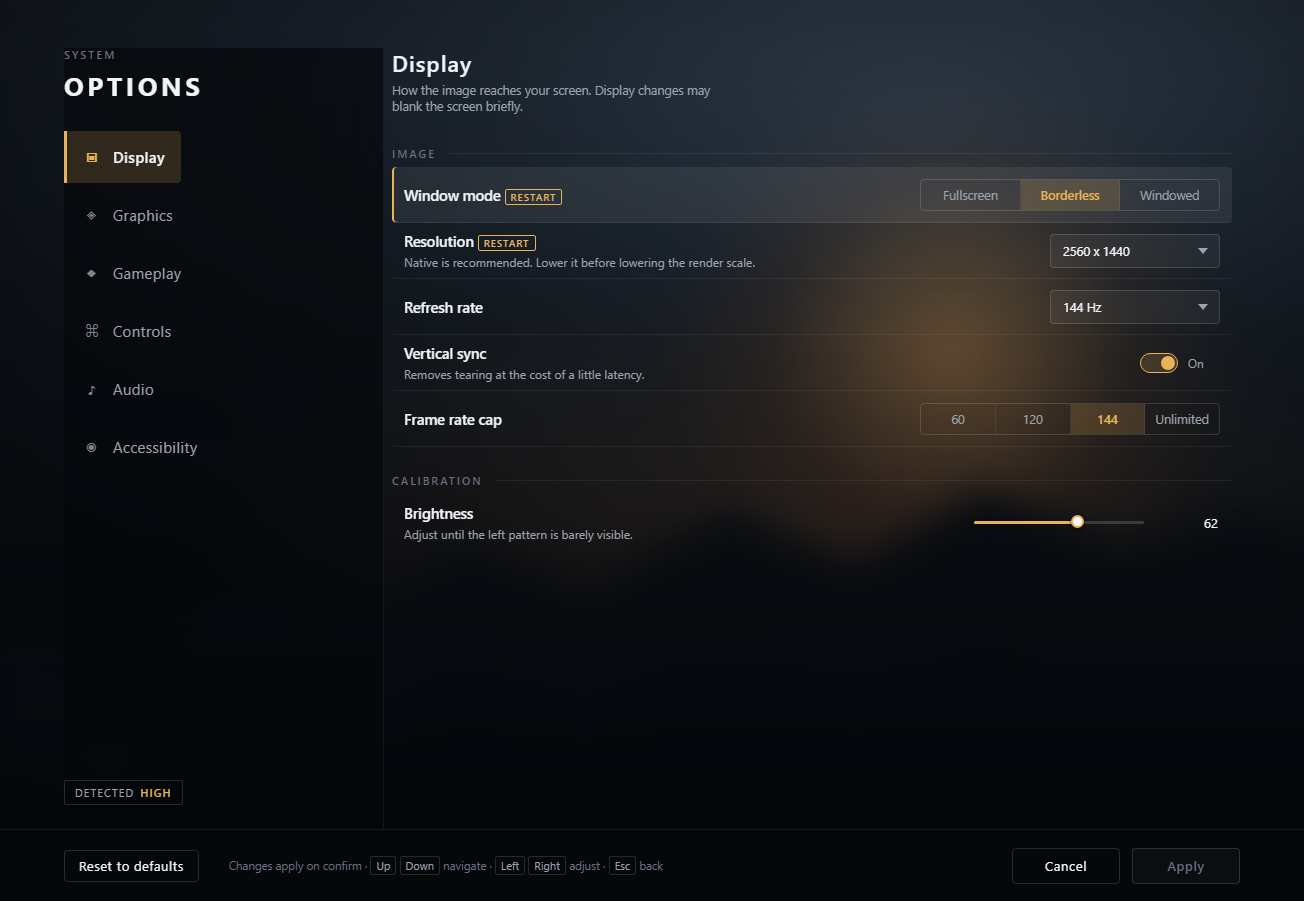 SYSTEM
OPTIONS
Display
Graphics
Gameplay
Controls
Audio
Accessibility
DETECTED HIGH
Display
How the image reaches your screen. Display changes may
blank the screen briefly.
IMAGE
Window mode RESTART
Fullscreen Borderless Windowed
Resolution RESTART
Native is recommended. Lower it before lowering the render scale.
2560 x 1440
Refresh rate
144 Hz
Vertical sync
Removes tearing at the cost of a little latency.
On
Frame rate cap
60 120 144 Unlimited
CALIBRATION
Brightness
Adjust until the left pattern is barely visible.
62
Reset to defaults
Changes apply on confirm · Up Down navigate · Left Right adjust · Esc back
Cancel
Apply